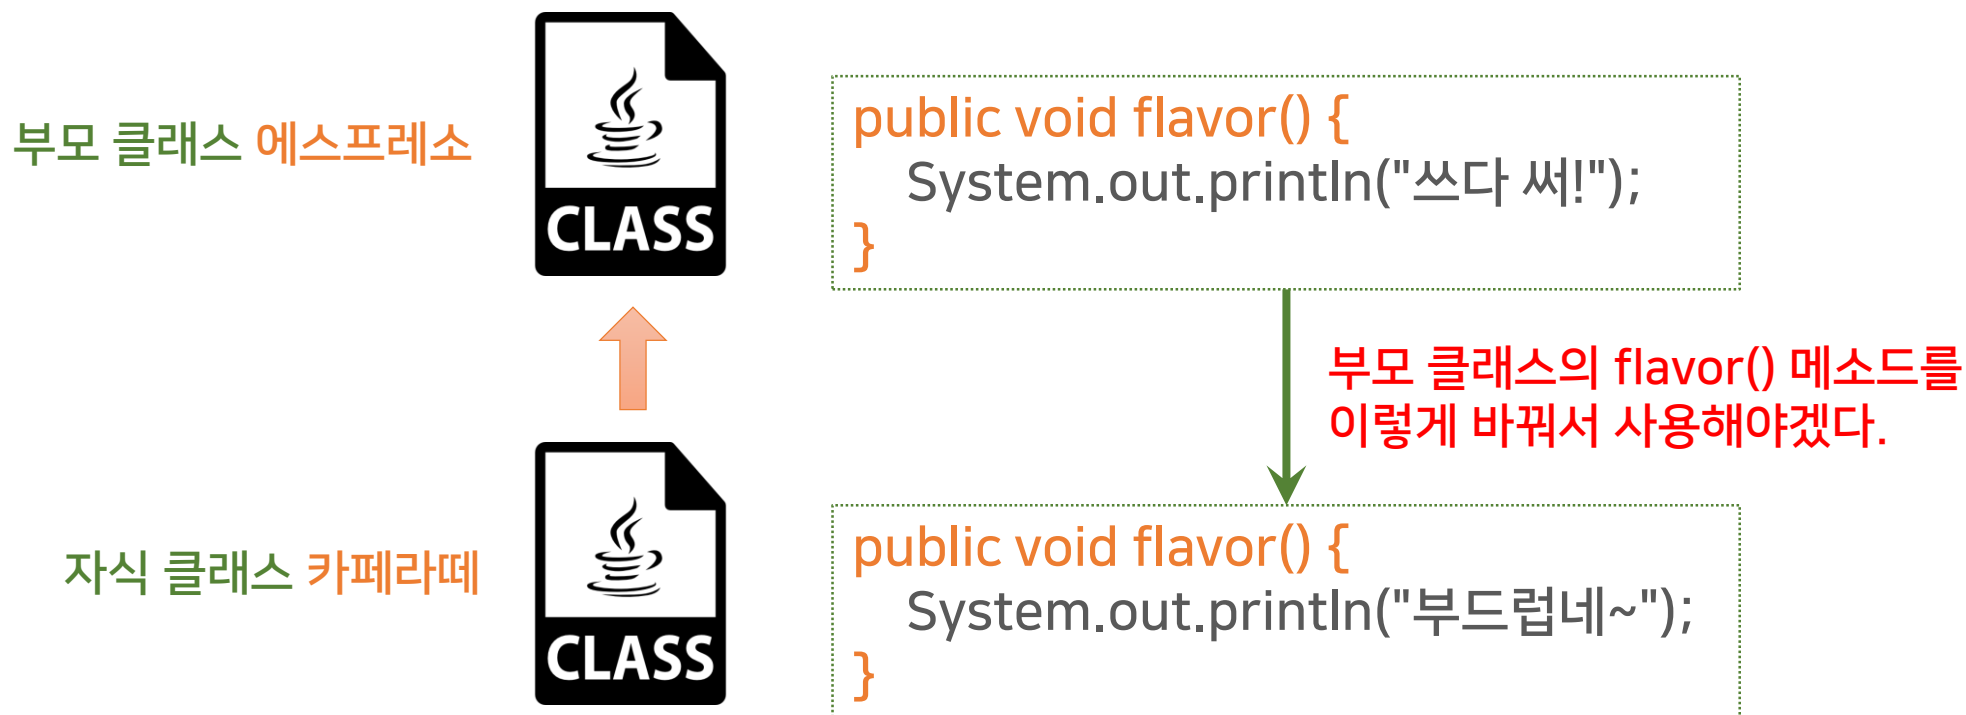 부모 클래스 에스프레소
CLASS
public void flavor() {
System.out.println("쓰다 써!");
}
부모 클래스의 flavor() 메소드를
이렇게 바꿔서 사용해야겠다.
자식 클래스 카페라떼
CLASS
public void flavor() {
System.out.println("부드럽네~");
}